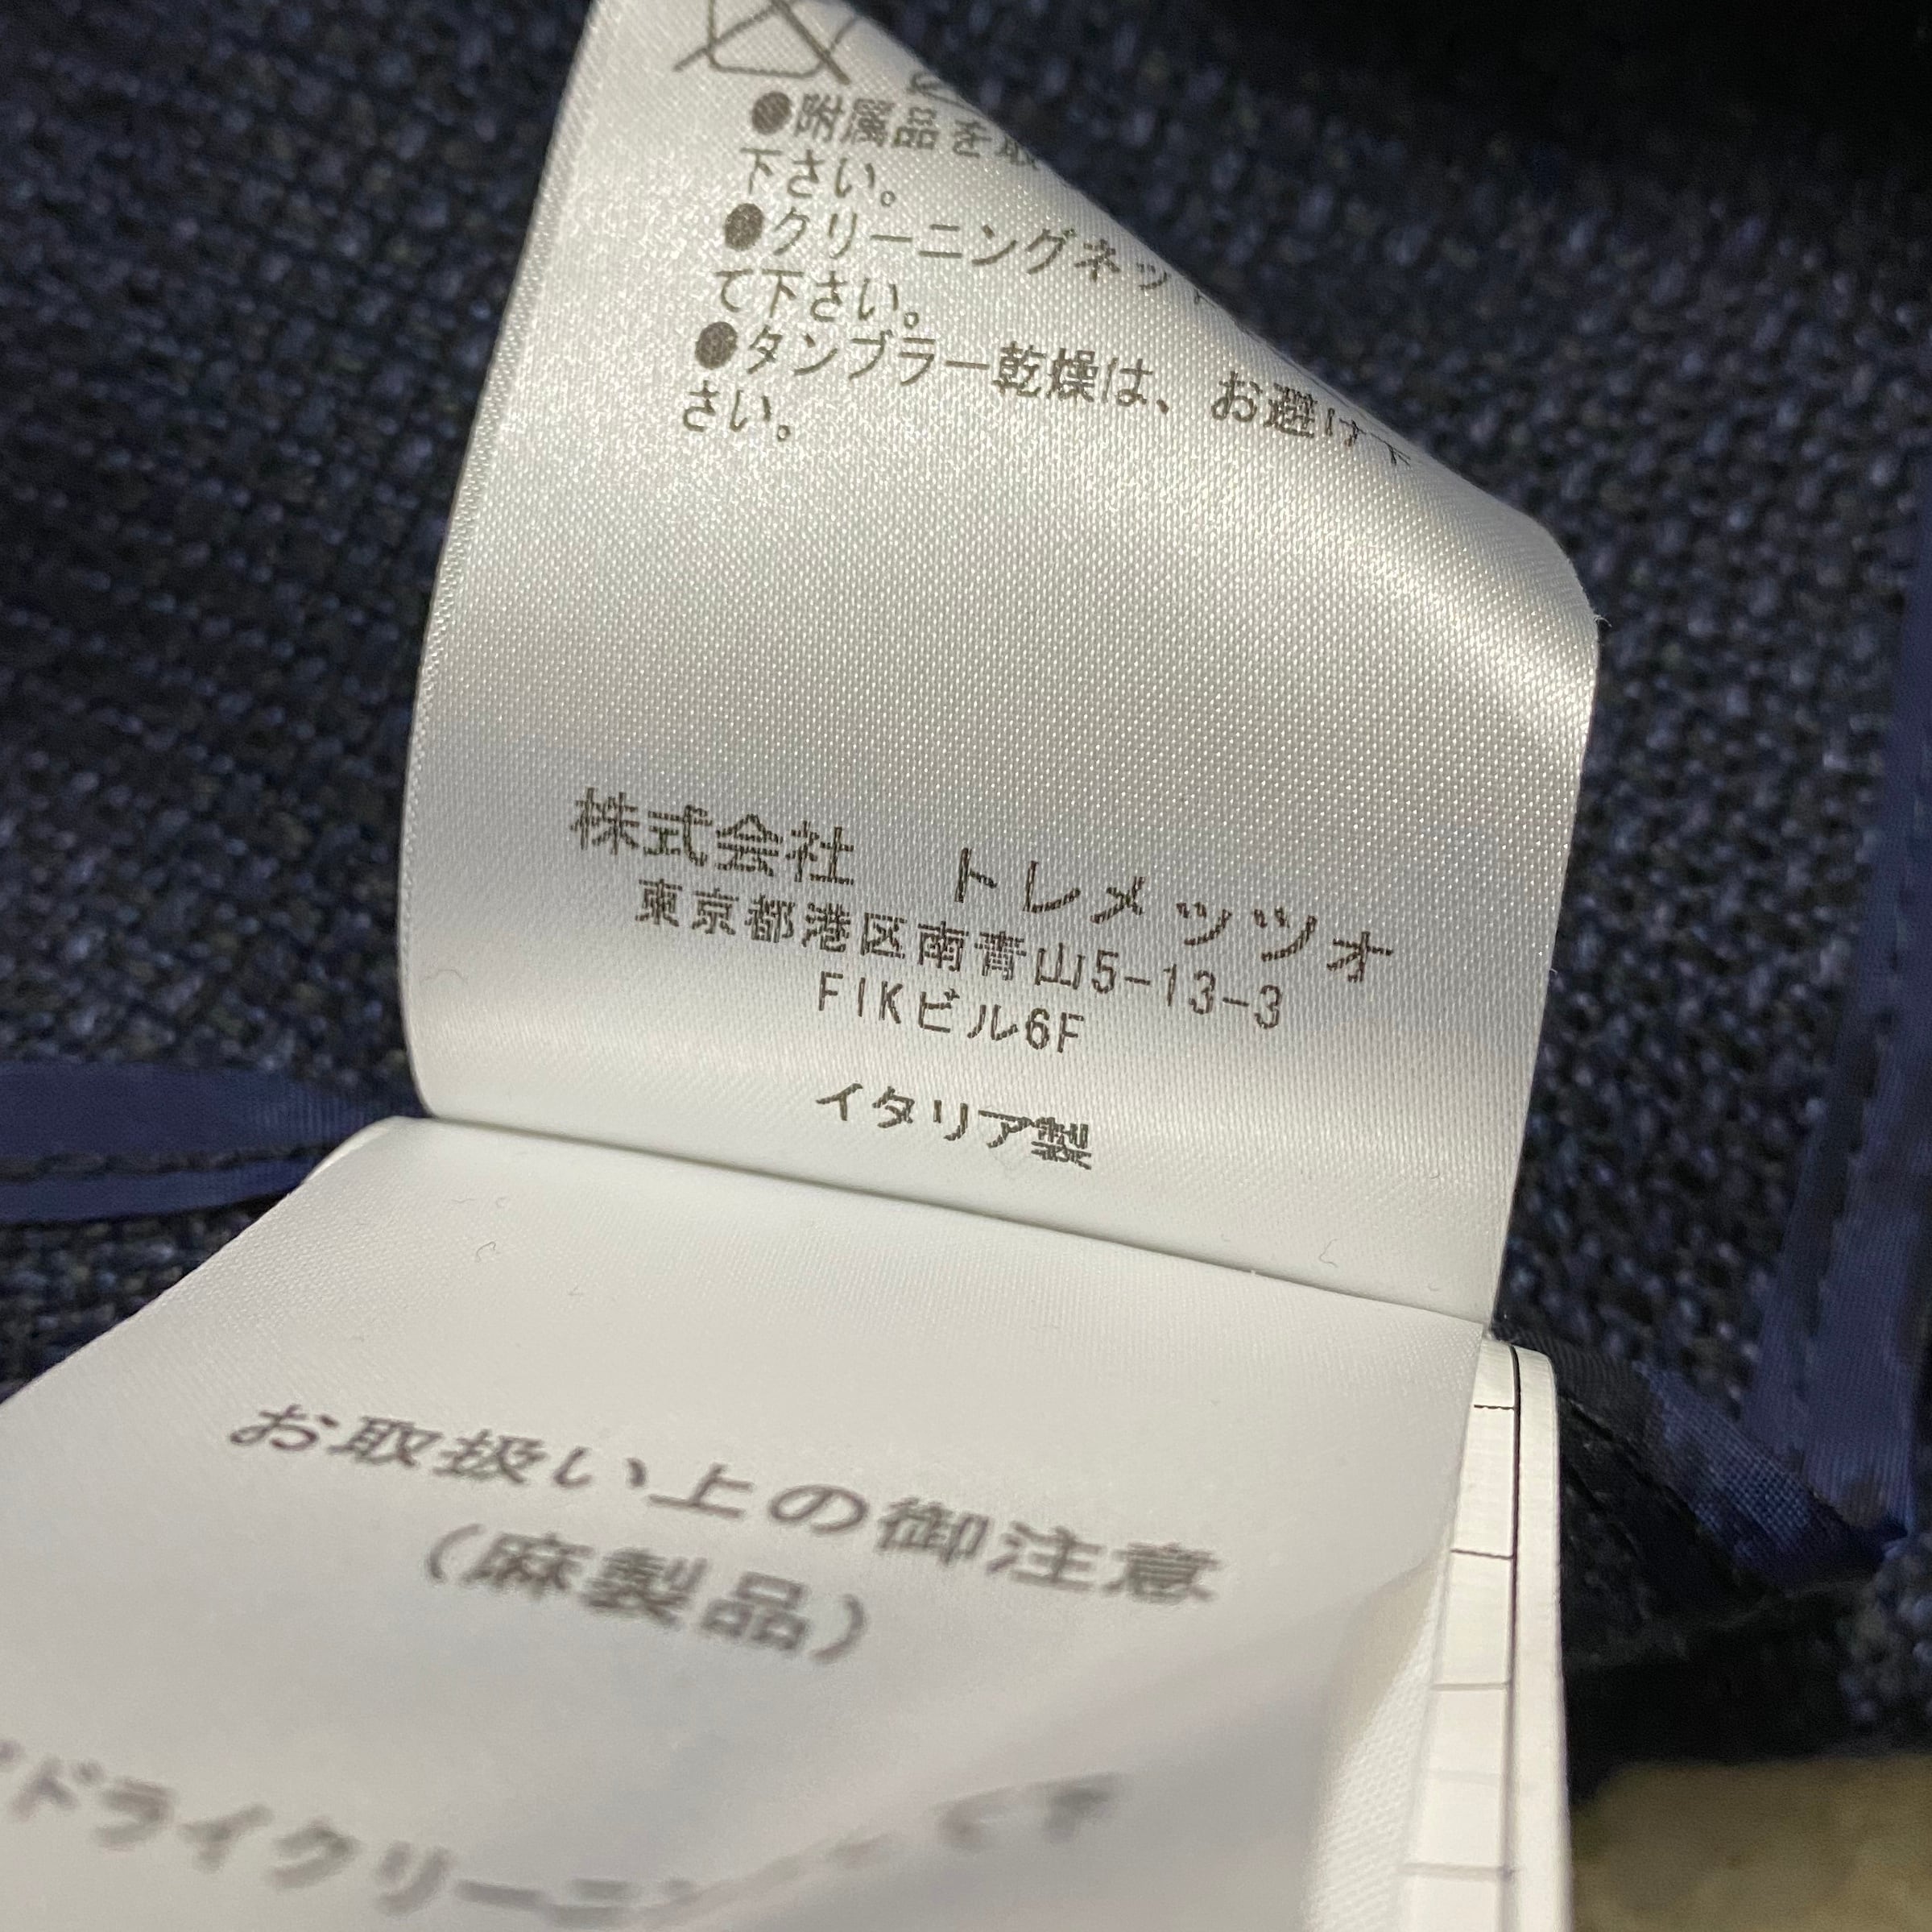 ●附属品を取
下さい。
●クリーニングネット
て下さい。
●タンブラー乾燥は、お避け下
さい。
株式会社 トレメッツォ
東京都港区南青山5-13-3
FIKビル6F
イタリア製
お取扱い上の御注意
(麻製品)
ドライクリーニン